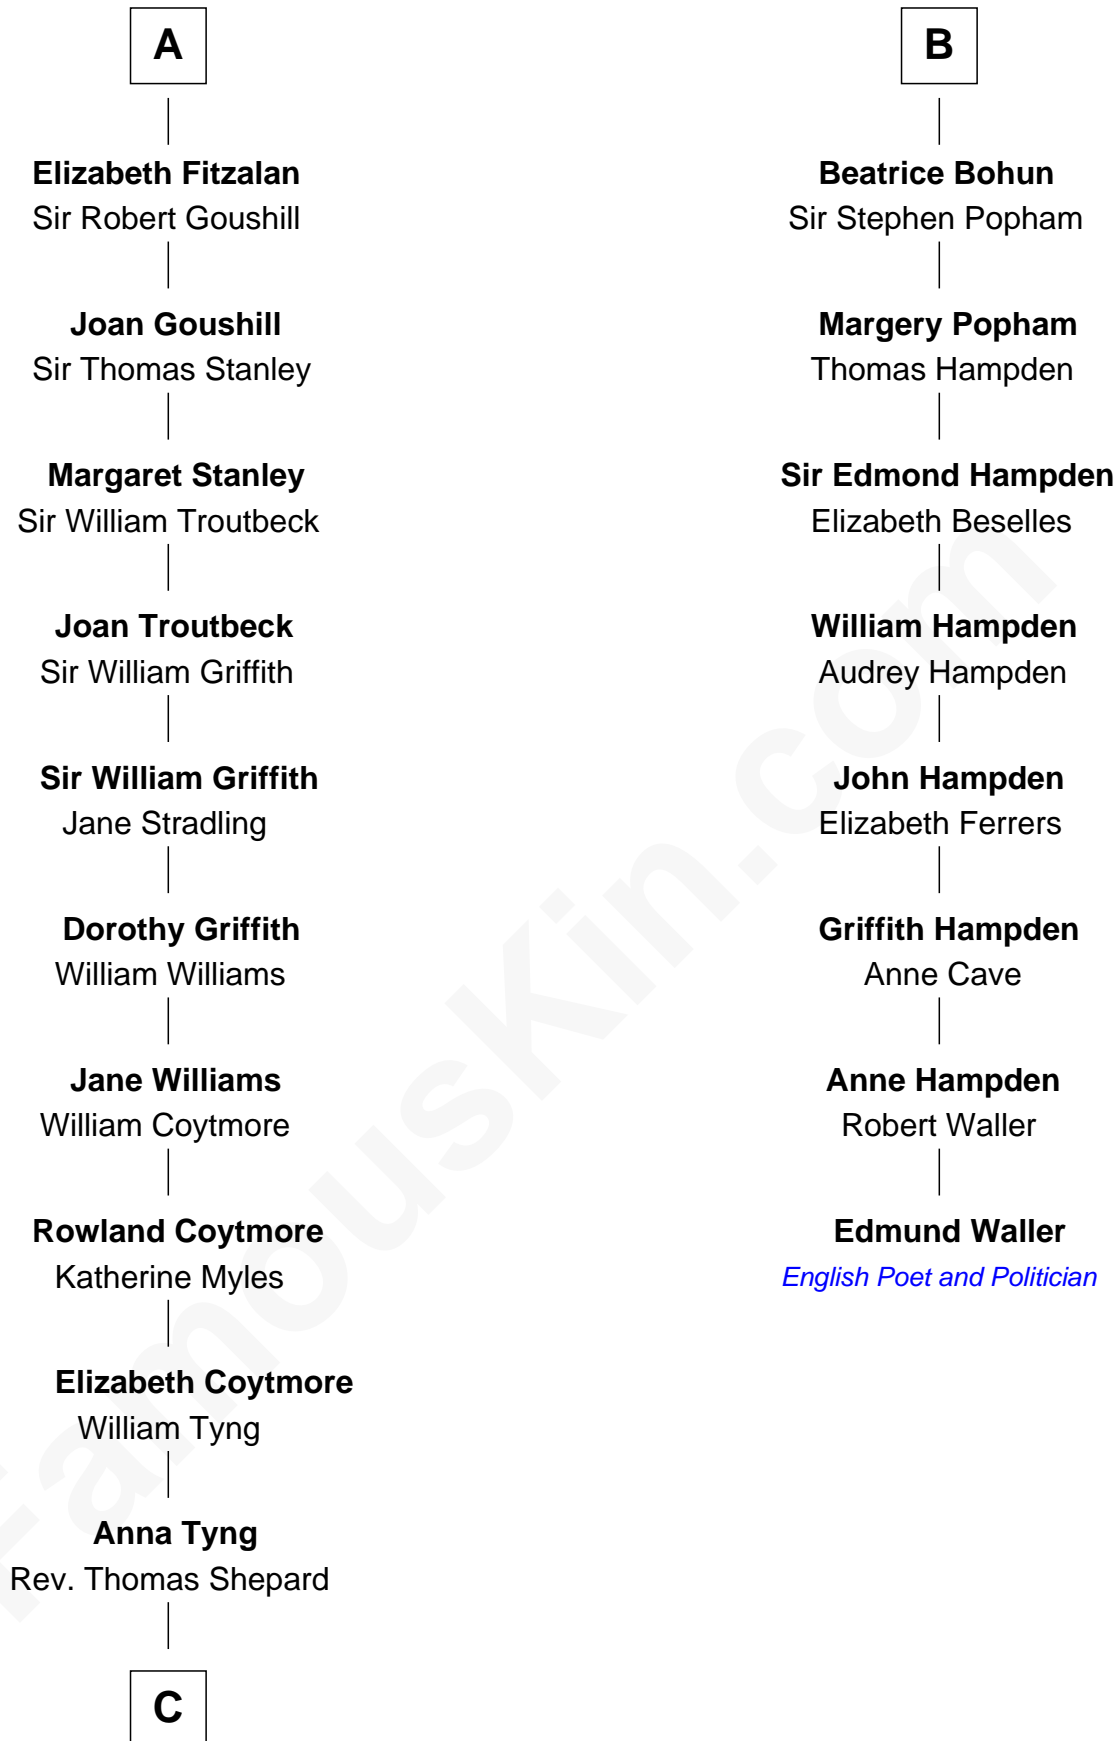 A
Elizabeth Fitzalan
Sir Robert Goushill
Joan Goushill
Sir Thomas Stanley
Margaret Stanley
Sir William Troutbeck
Joan Troutbeck
Sir William Griffith
Sir William Griffith
Jane Stradling
Dorothy Griffith
William Williams
Jane Williams
William Coytmore
Rowland Coytmore
Katherine Myles
Elizabeth Coytmore
William Tyng
Anna Tyng
Rev. Thomas Shepard
C
B
Beatrice Bohun
Sir Stephen Popham
Margery Popham
Thomas Hampden
Sir Edmond Hampden
Elizabeth Beselles
William Hampden
Audrey Hampden
John Hampden
Elizabeth Ferrers
Griffith Hampden
Anne Cave
Anne Hampden
Robert Waller
Edmund Waller
English Poet and Politician
FamousKin.com